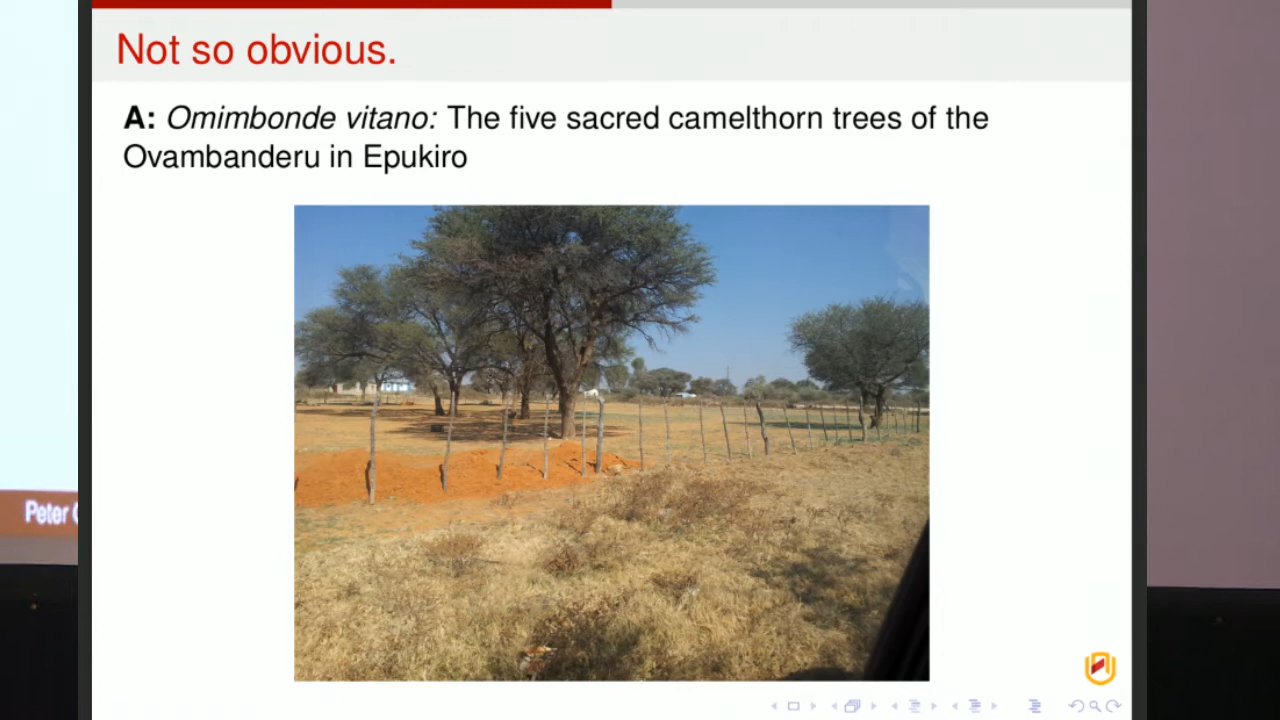 Not so obvious.
A: Omimbonde vitano: The five sacred camelthorn trees of the
Ovambanderu in Epukiro
Peter